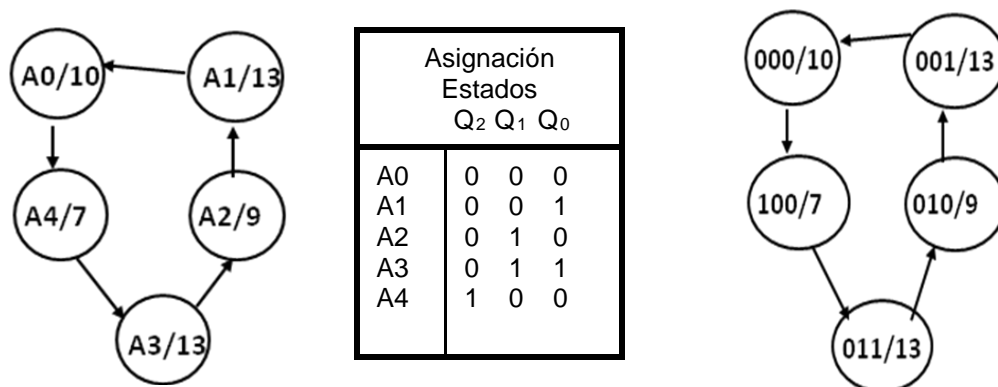 A0/10
A1/13
A4/7
A2/9
A3/13
Asignación
Estados
Q2 Q1 Q0
A0 0 0 0
A1 0 0 1
A2 0 1 0
A3 0 1 1
A4 1 0 0
000/10
001/13
100/7
010/9
011/13